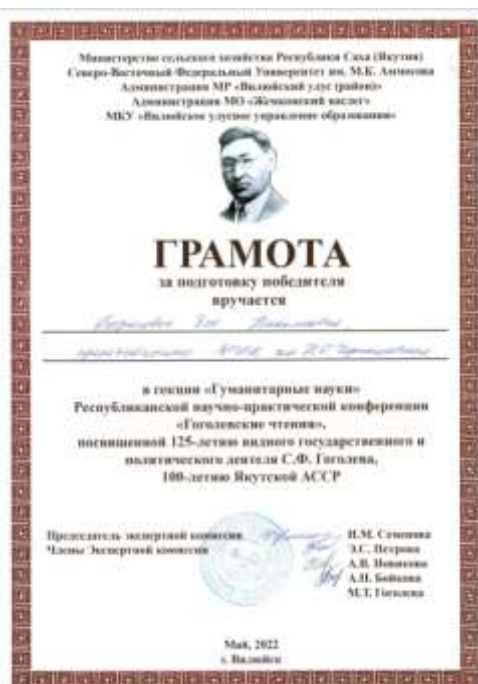 Министерство сельского хозяйства Республики Саха (Якутия)
Северо-Восточный Федеральный Университет им. М.К. Аммосова
Администрация МР «Вилюйский улус (район)»
Администрация МО «Жемконский наслег»
МКУ «Вилюйское улусное управление образования»
ГРАМОТА
за подготовку победителя
вручается
в секции «Гуманитарные науки»
Республиканской научно-практической конференции
«Гоголевские чтения»,
посвященной 125-летию видного государственного и
политического деятеля С.Ф. Гоголева,
100-летию Якутской АССР
Председатель экспертной комиссии
Члены Экспертной комиссии
Н.М. Семенова
Э.С. Петрова
А.В. Новикова
А.Н. Бойкова
М.Т. Гоголева
Май, 2022
г. Вилюйск